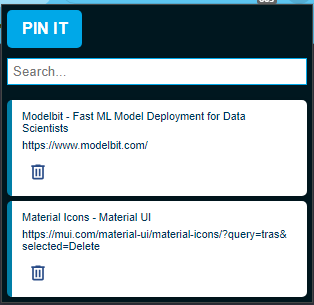 PIN IT
Search...
Modelbit - Fast ML Model Deployment for Data
Scientists
https://www.modelbit.com/
Material Icons - Material UI
https://mui.com/material-ui/material-icons/?query=tras&
selected=Delete